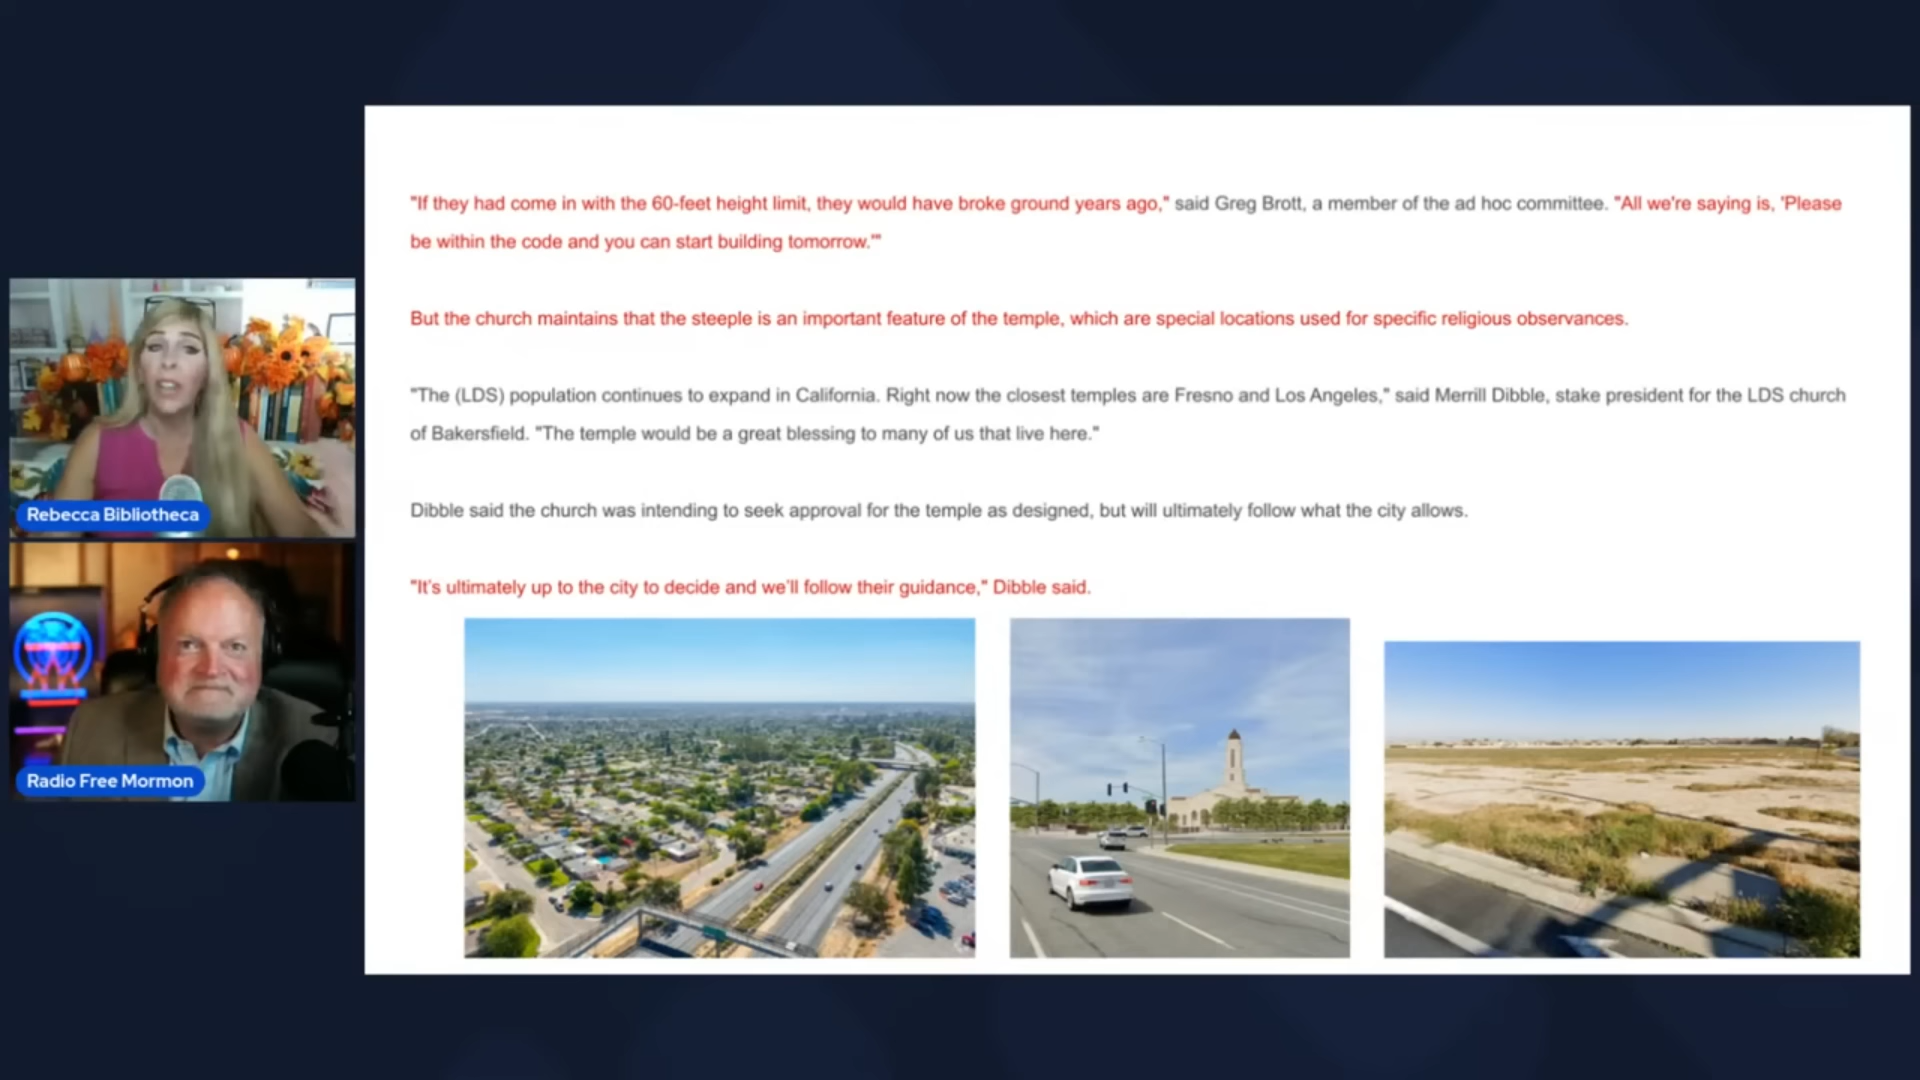 "If they had come in with the 60-feet height limit, they would have broke ground years ago," said Greg Brott, a member of the ad hoc committee. "All we're saying is, 'Please
be within the code and you can start building tomorrow.'"
But the church maintains that the steeple is an important feature of the temple, which are special locations used for specific religious observances.
"The (LDS) population continues to expand in California. Right now the closest temples are Fresno and Los Angeles," said Merrill Dibble, stake president for the LDS church
of Bakersfield. "The temple would be a great blessing to many of us that live here."
Dibble said the church was intending to seek approval for the temple as designed, but will ultimately follow what the city allows.
"It's ultimately up to the city to decide and we'll follow their guidance," Dibble said.
Rebecca Bibliotheca
Radio Free Mormon